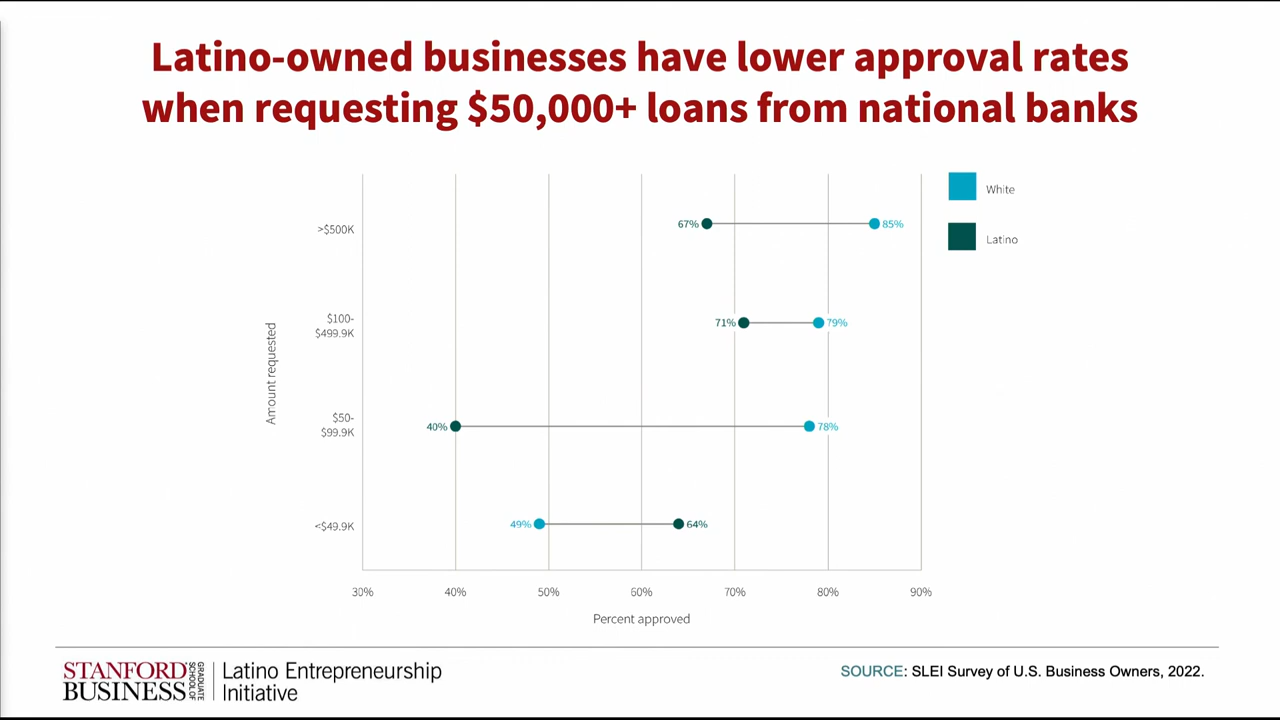 Latino-owned businesses have lower approval rates
when requesting $50,000+ loans from national banks
White
Latino
>$500K
67%
85%
$100-
$499.9K
71%
79%
Amount requested
$50-
$99.9K
40%
78%
<$49.9K
49%
64%
30%
40%
50%
60%
70%
80%
90%
Percent approved
STANFORD
BUSINESS
GRADUATE
SCHOOL OF
Latino Entrepreneurship
Initiative
SOURCE: SLEI Survey of U.S. Business Owners, 2022.